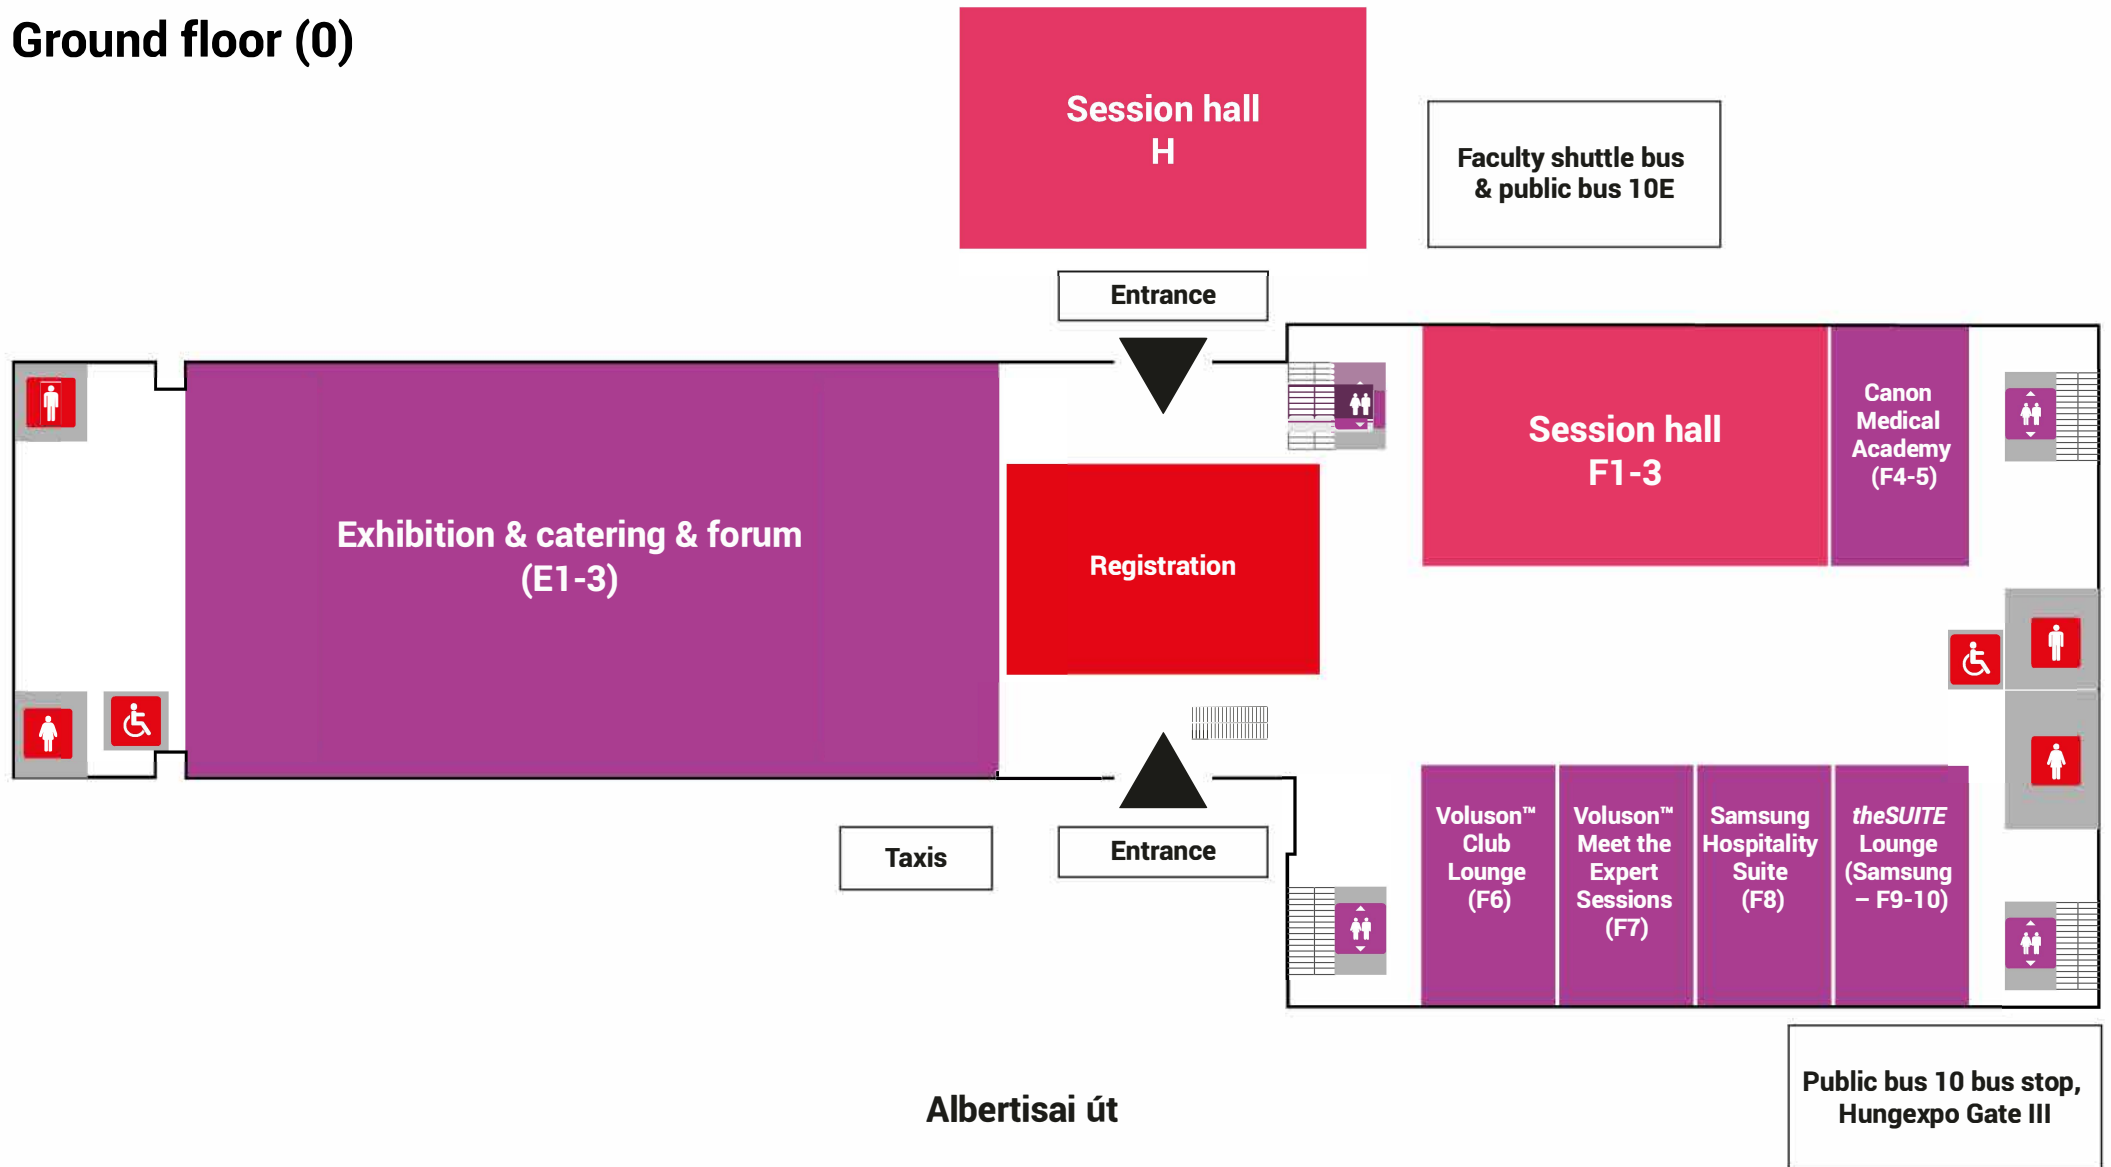 Ground floor (0)
Session hall
H
Faculty shuttle bus
& public bus 10E
Entrance
Session hall
F1-3
Canon
Medical
Academy
(F4-5)
Exhibition & catering & forum
(E1-3)
Registration
Voluson™
Club
Lounge
(F6)
Voluson™
Meet the
Expert
Sessions
(F7)
Samsung
Hospitality
Suite
(F8)
theSUITE
Lounge
(Samsung
– F9-10)
Taxis
Entrance
Albertisai út
Public bus 10 bus stop,
Hungexpo Gate III